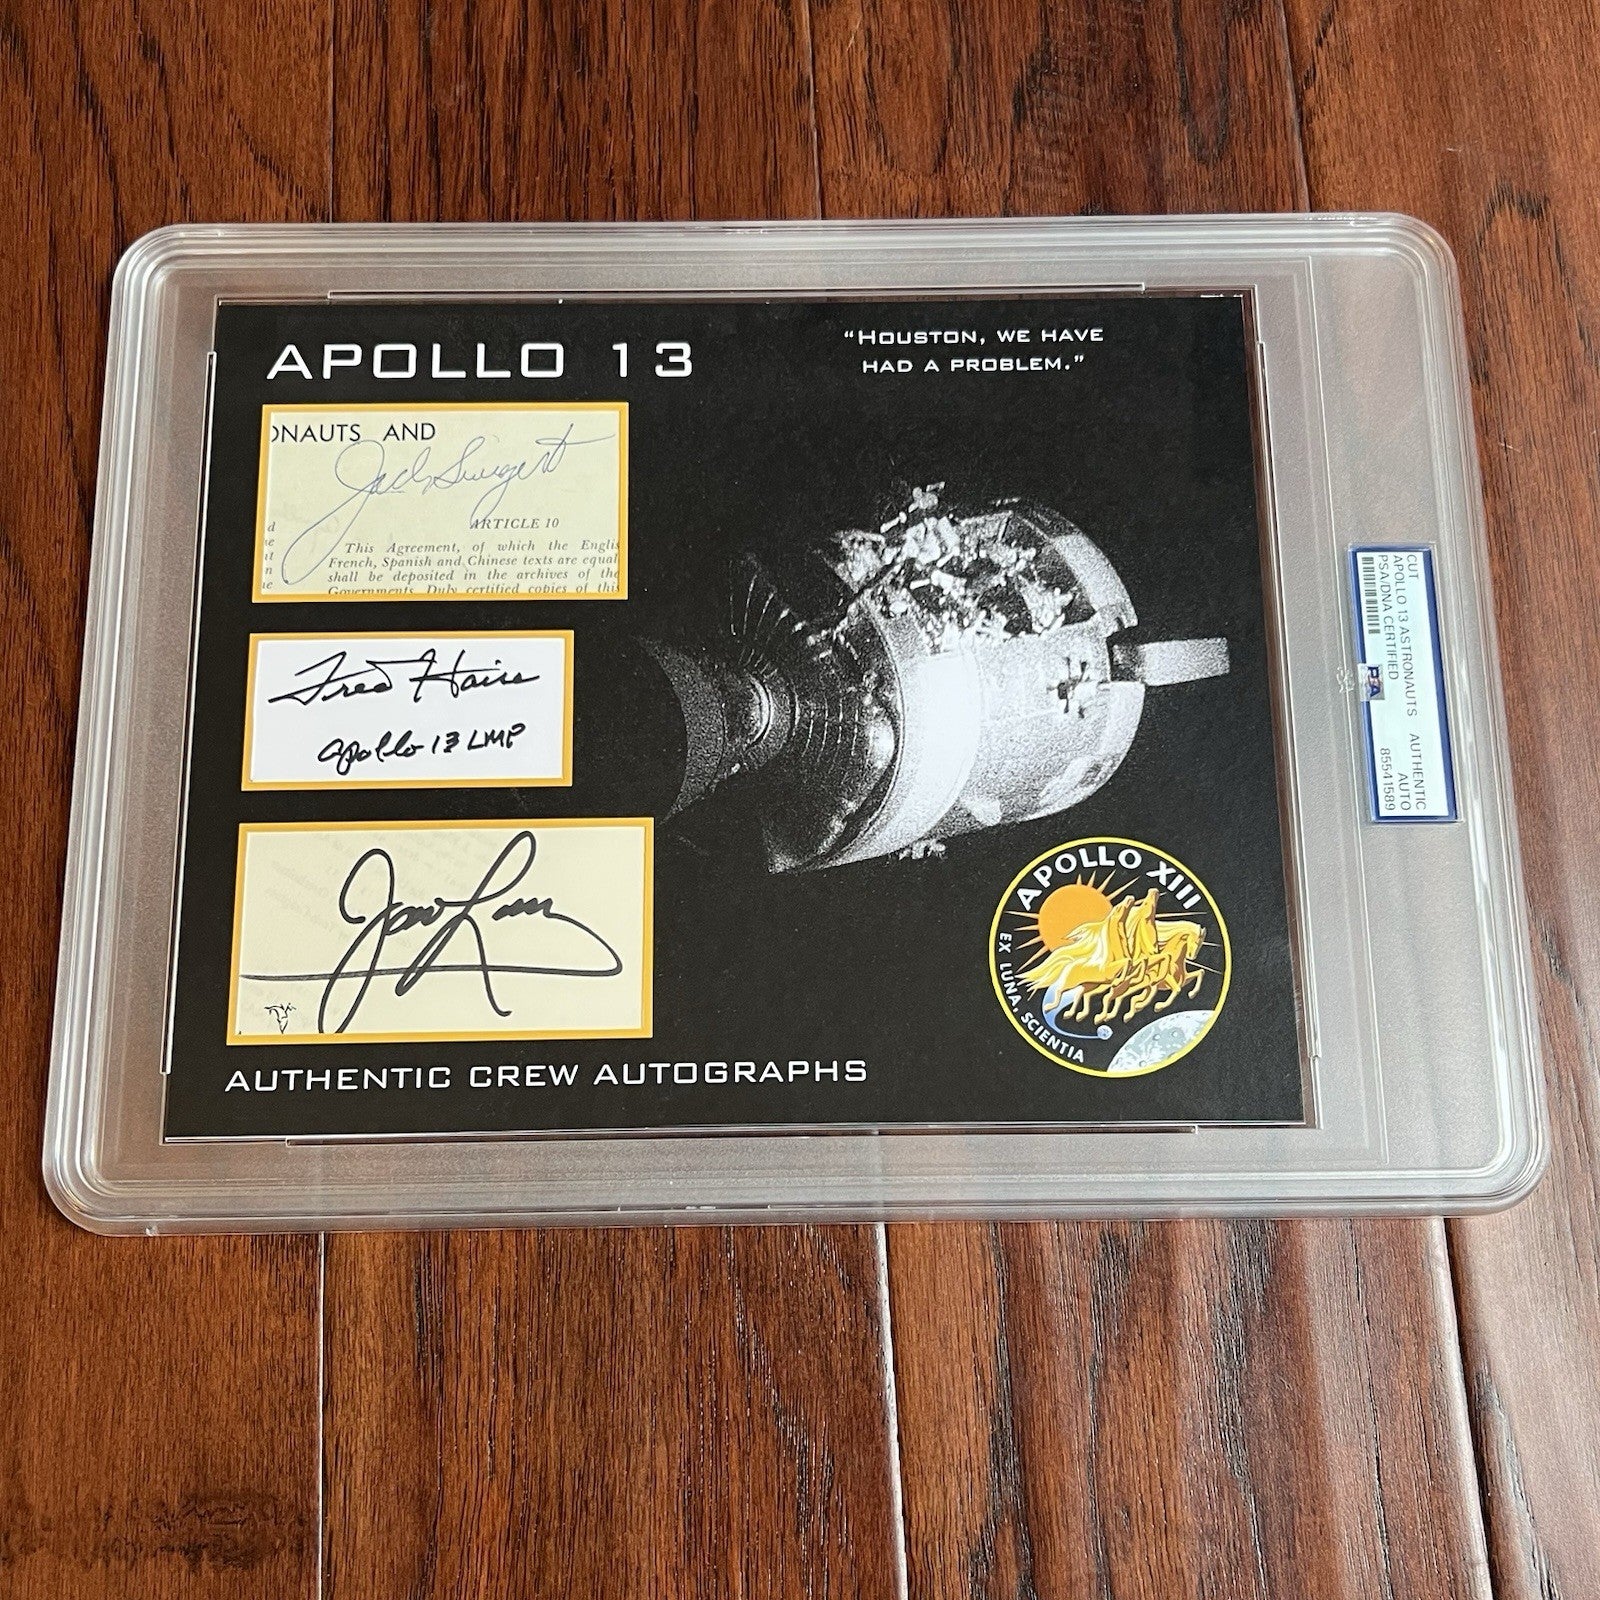 APOLLO 13
“HOUSTON, WE HAVE
HAD A PROBLEM.”
ONAUTS AND
Jack Swigert
ARTICLE 10
This Agreement, of which the Englis
French, Spanish and Chinese texts are equal
shall be deposited in the archives of the
Governments. Duly certified copies of this
Fred Haise
Apollo 13 LMP
AUTHENTIC CREW AUTOGRAPHS
APOLLO XIII
EX LUNA, SCIENTIA
CUT AUTHENTIC
APOLLO 13 ASTRONAUTS AUTO
PSA/DNA CERTIFIED 85541589
PSA